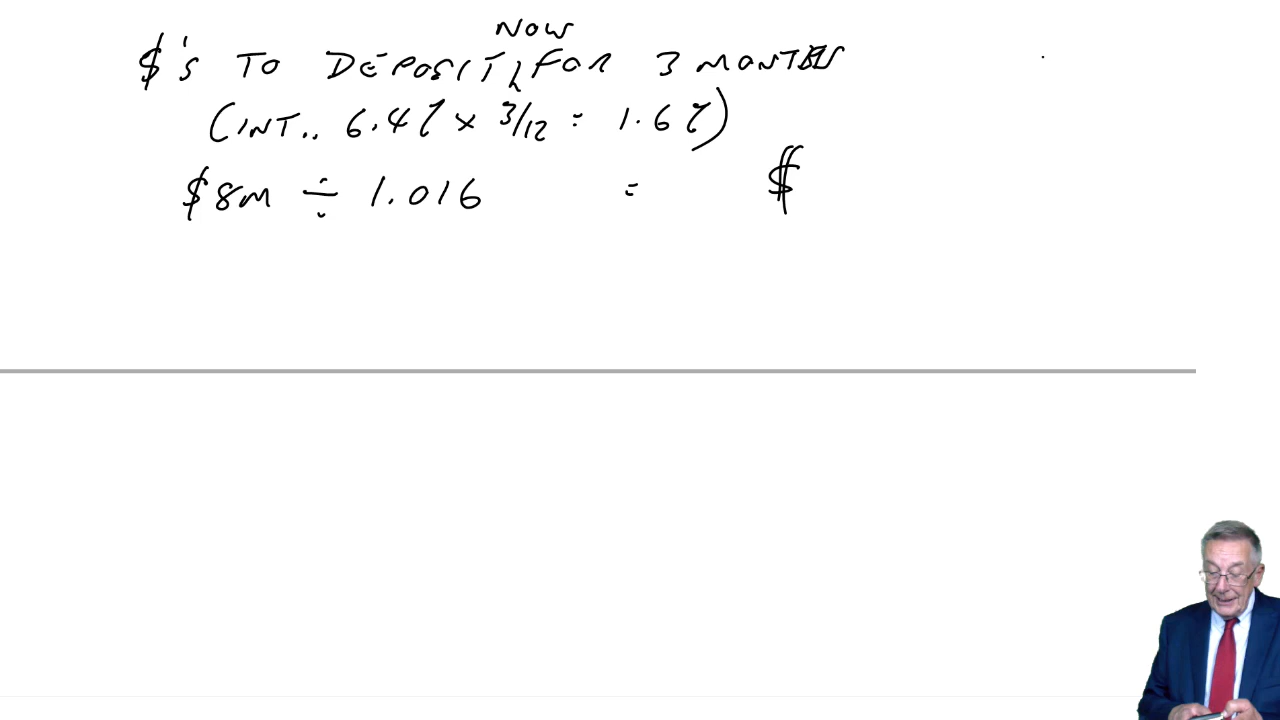 NOW
$'s TO DEPOSIT, FOR 3 MONTHS
(INT.. 6.4% × 3/12 = 1.6%)
$8M ÷ 1.016 = $